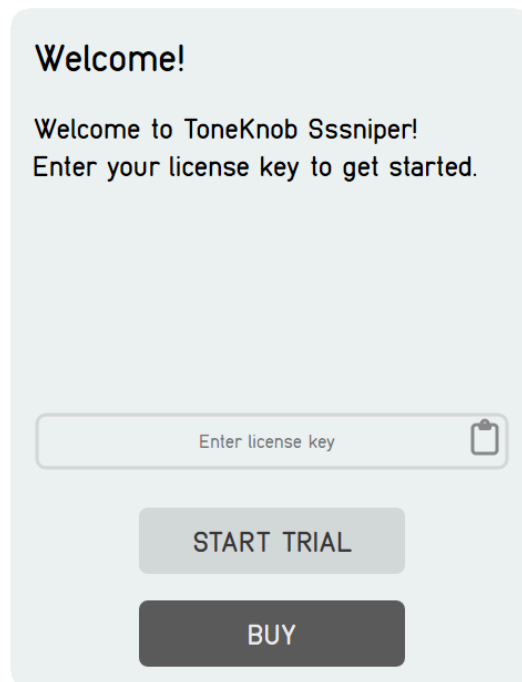 Welcome!
Welcome to ToneKnob Sssniper!
Enter your license key to get started.
Enter license key
START TRIAL
BUY